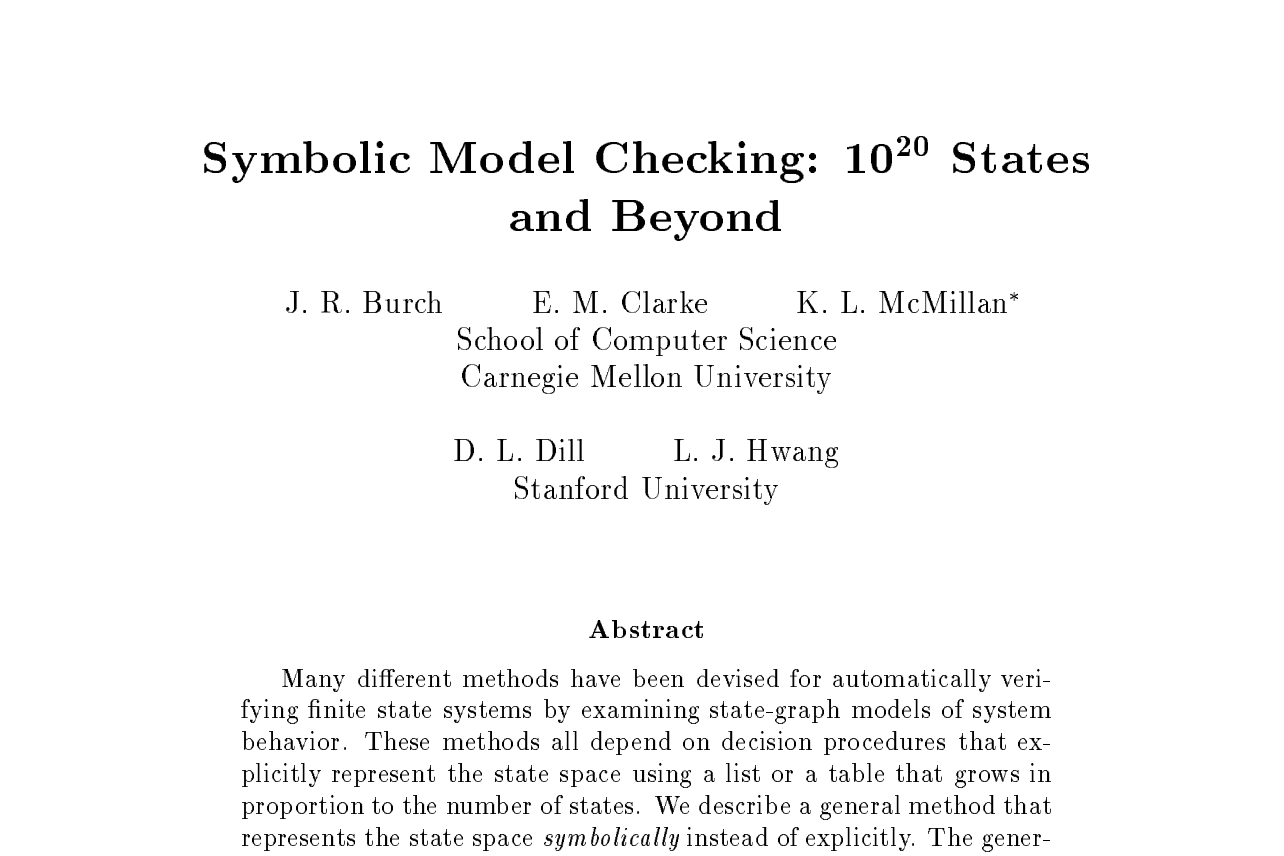 Symbolic Model Checking: 10²⁰ States
and Beyond
J. R. Burch E. M. Clarke K. L. McMillan*
School of Computer Science
Carnegie Mellon University
D. L. Dill L. J. Hwang
Stanford University
Abstract
Many different methods have been devised for automatically veri-
fying finite state systems by examining state-graph models of system
behavior. These methods all depend on decision procedures that ex-
plicitly represent the state space using a list or a table that grows in
proportion to the number of states. We describe a general method that
represents the state space symbolically instead of explicitly. The gener-